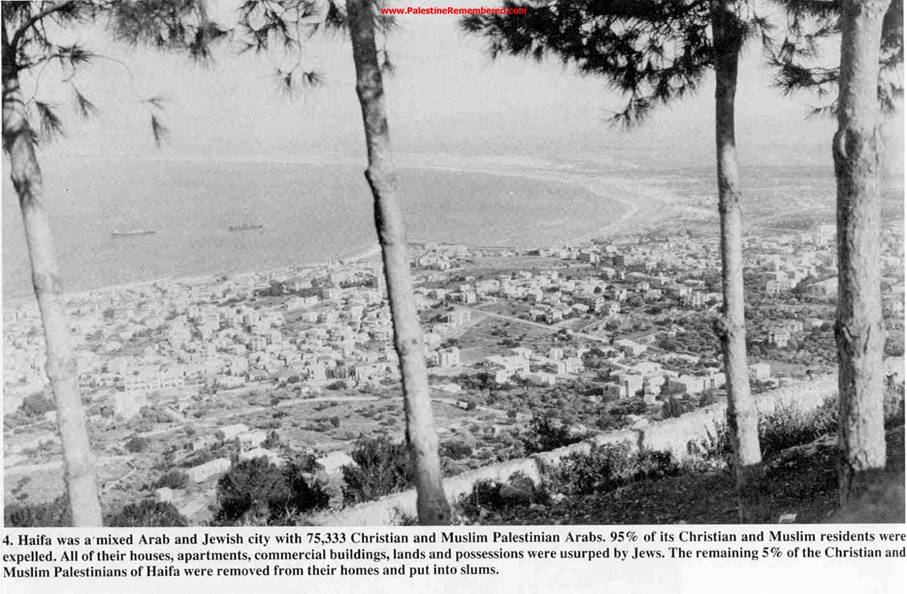 www.PalestineRemembered.com
4. Haifa was a mixed Arab and Jewish city with 75,333 Christian and Muslim Palestinian Arabs. 95% of its Christian and Muslim residents were
expelled. All of their houses, apartments, commercial buildings, lands and possessions were usurped by Jews. The remaining 5% of the Christian and
Muslim Palestinians of Haifa were removed from their homes and put into slums.